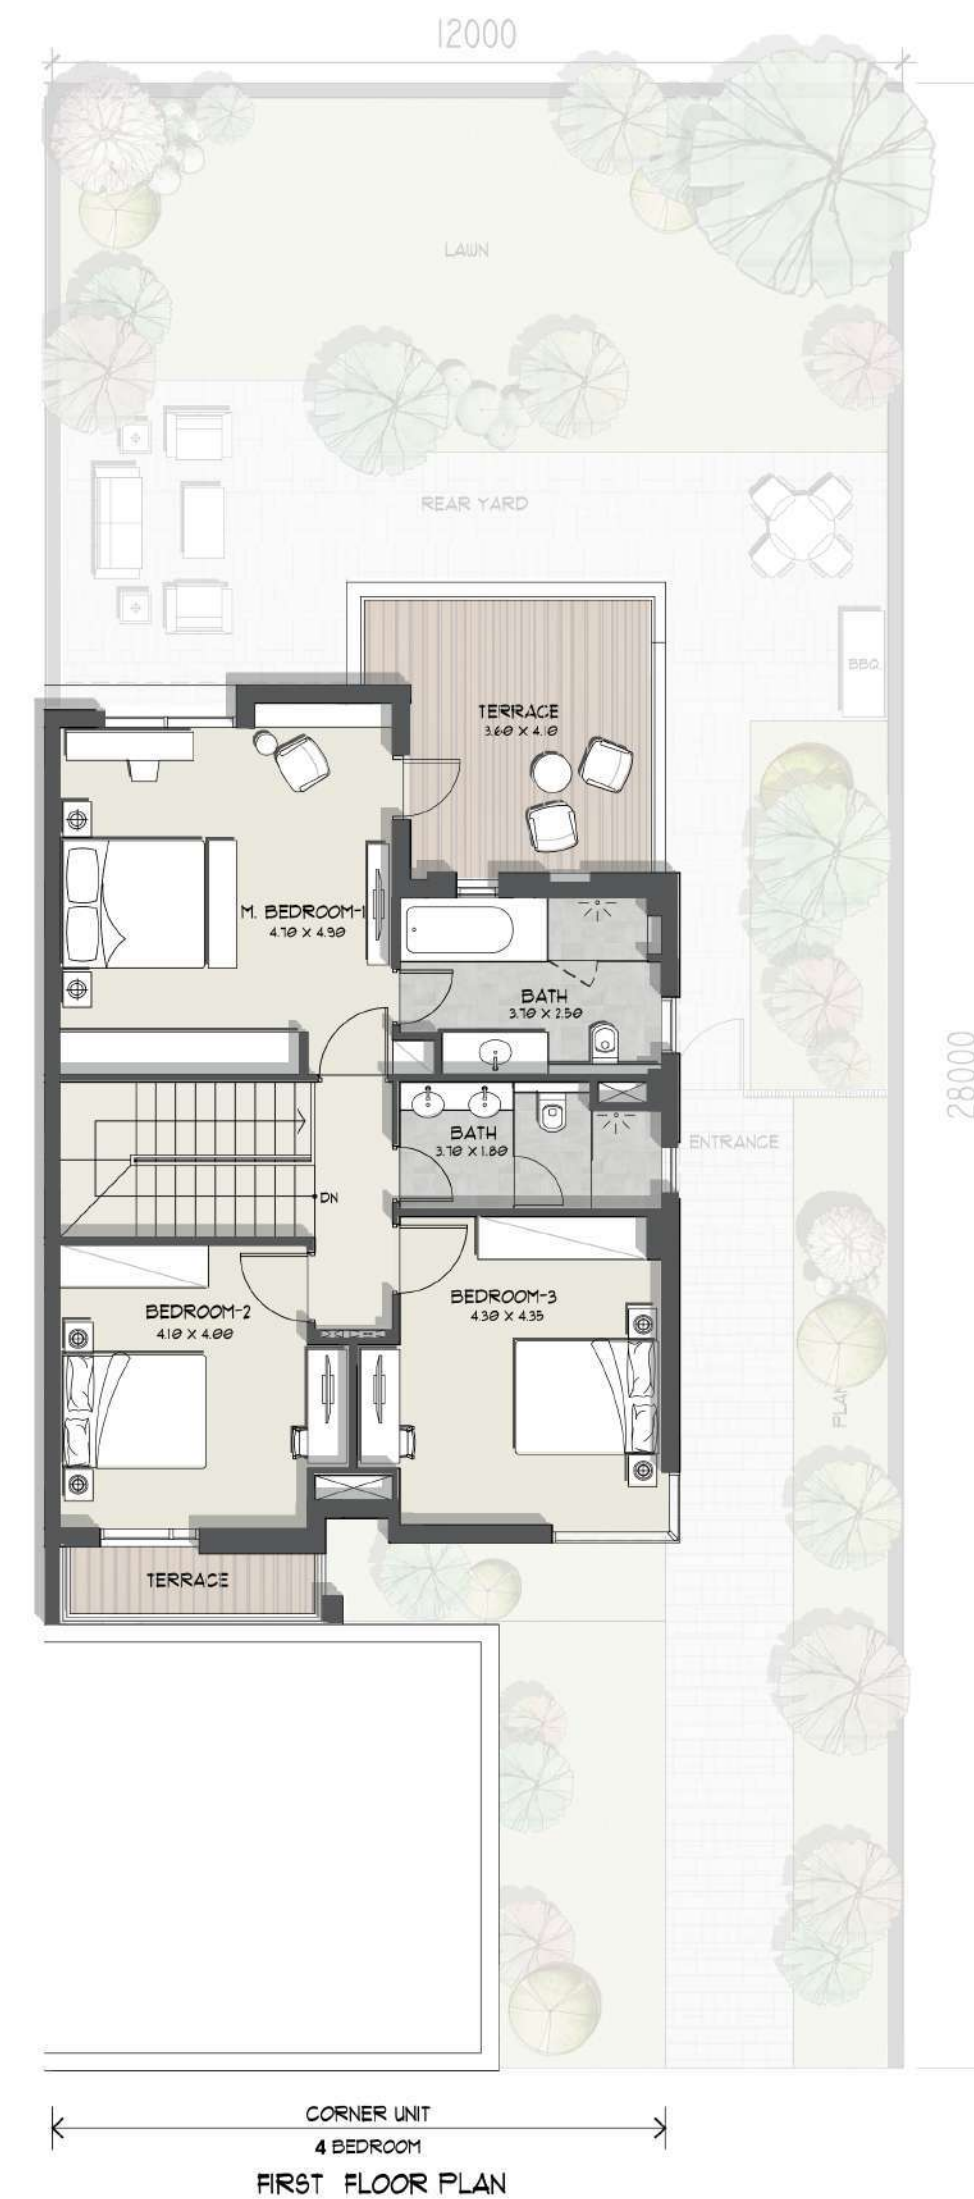 12000
LAWN
REAR YARD
BBQ
TERRACE
3.60 X 4.10
M. BEDROOM-1
4.70 X 4.90
BATH
3.70 X 2.50
28000
BATH
3.70 X 1.80
ENTRANCE
DN
BEDROOM-2
4.10 X 4.00
BEDROOM-3
4.30 X 4.35
TERRACE
CORNER UNIT
4 BEDROOM
FIRST FLOOR PLAN